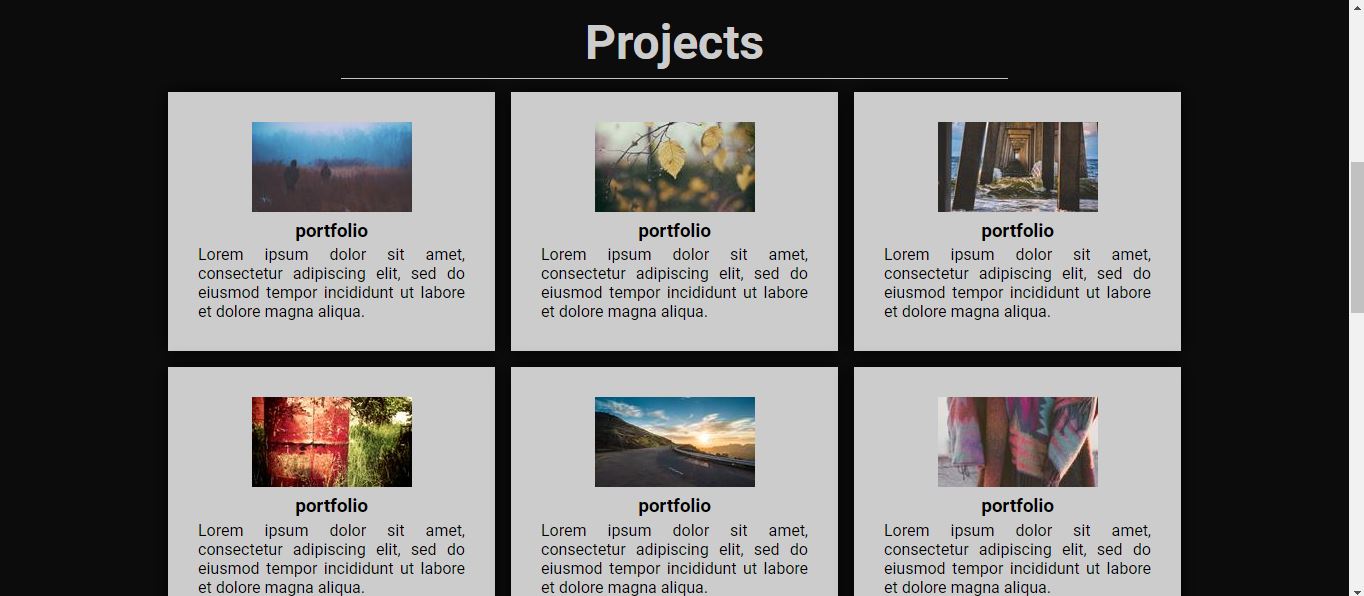 Projects
portfolio
Lorem ipsum dolor sit amet,
consectetur adipiscing elit, sed do
eiusmod tempor incididunt ut labore
et dolore magna aliqua.
portfolio
Lorem ipsum dolor sit amet,
consectetur adipiscing elit, sed do
eiusmod tempor incididunt ut labore
et dolore magna aliqua.
portfolio
Lorem ipsum dolor sit amet,
consectetur adipiscing elit, sed do
eiusmod tempor incididunt ut labore
et dolore magna aliqua.
portfolio
Lorem ipsum dolor sit amet,
consectetur adipiscing elit, sed do
eiusmod tempor incididunt ut labore
et dolore magna aliqua.
portfolio
Lorem ipsum dolor sit amet,
consectetur adipiscing elit, sed do
eiusmod tempor incididunt ut labore
et dolore magna aliqua.
portfolio
Lorem ipsum dolor sit amet,
consectetur adipiscing elit, sed do
eiusmod tempor incididunt ut labore
et dolore magna aliqua.